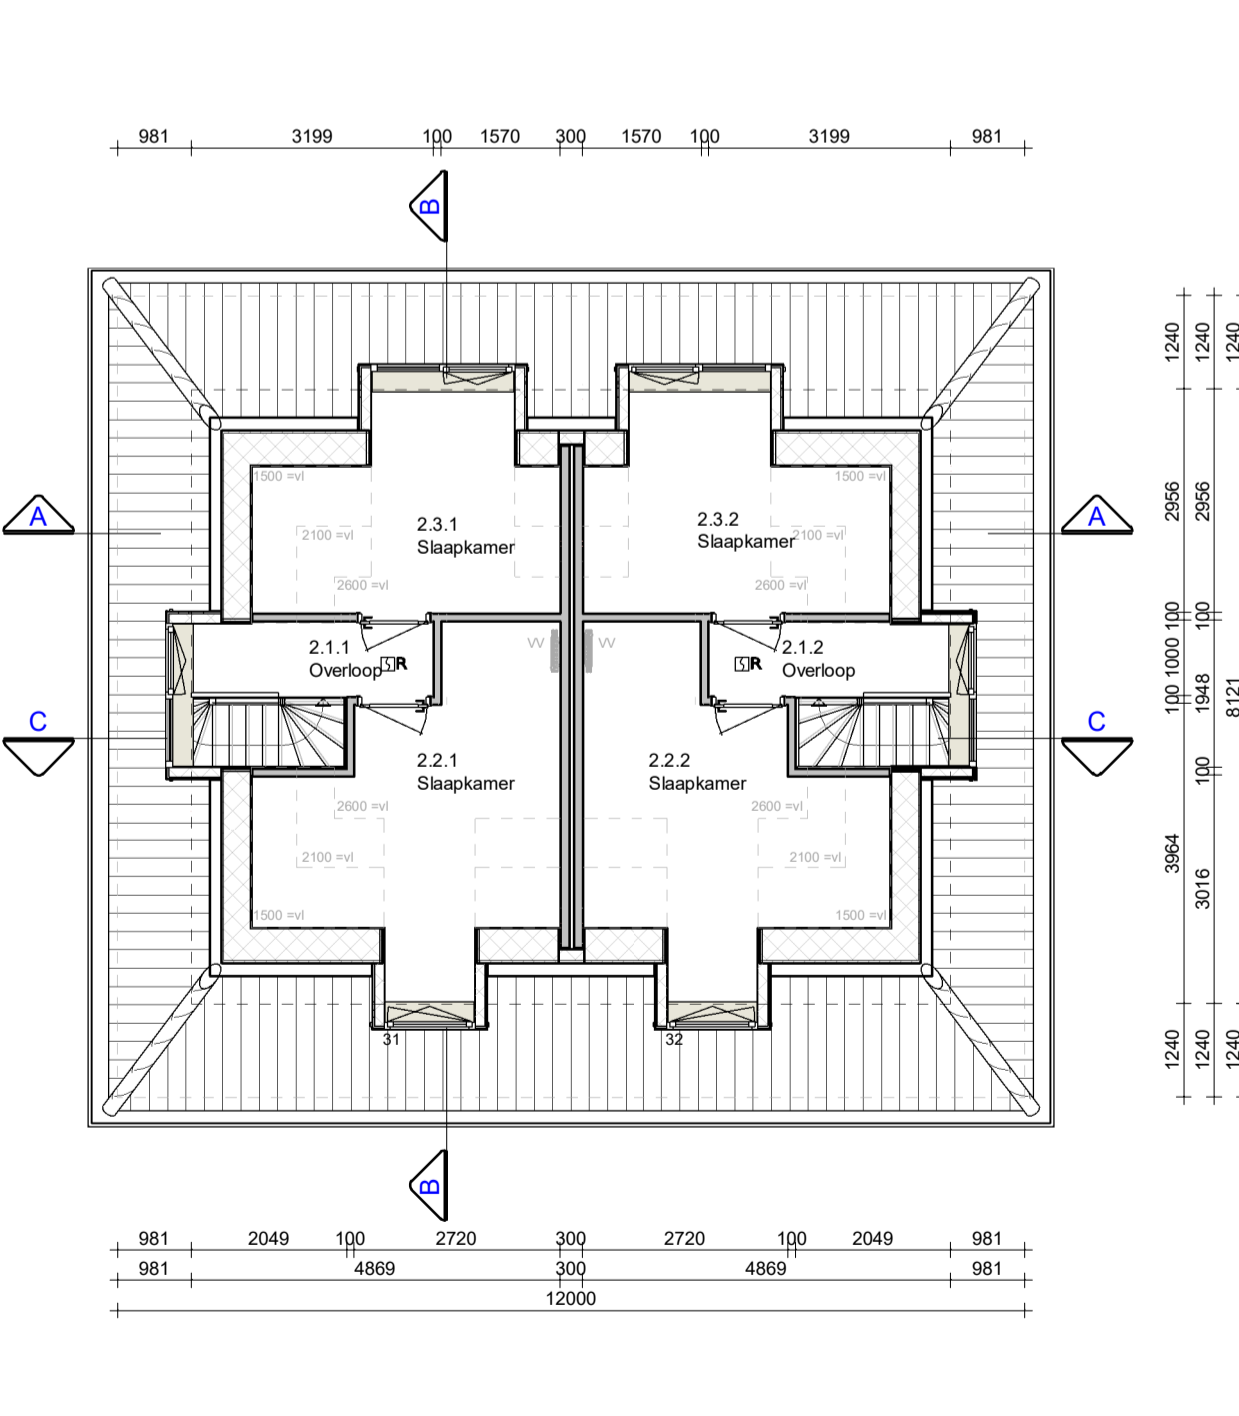 981 3199 100 1570 300 1570 100 3199 981
B
1500 =vl 1500 =vl
A A
2.3.1 2.3.2
Slaapkamer Slaapkamer
2100 =vl 2100 =vl
2600 =vl 2600 =vl
2.1.1 VV VV 2.1.2
Overloop R R Overloop
C C
2.2.1 2.2.2
Slaapkamer Slaapkamer
2600 =vl 2600 =vl
2100 =vl 2100 =vl
1500 =vl 1500 =vl
31 32
B
981 2049 100 2720 300 2720 100 2049 981
981 4869 300 4869 981
12000
1240 2956 100 1000 100 3964 1240
1240 2956 100 1948 100 3016 1240
1240 8121 1240